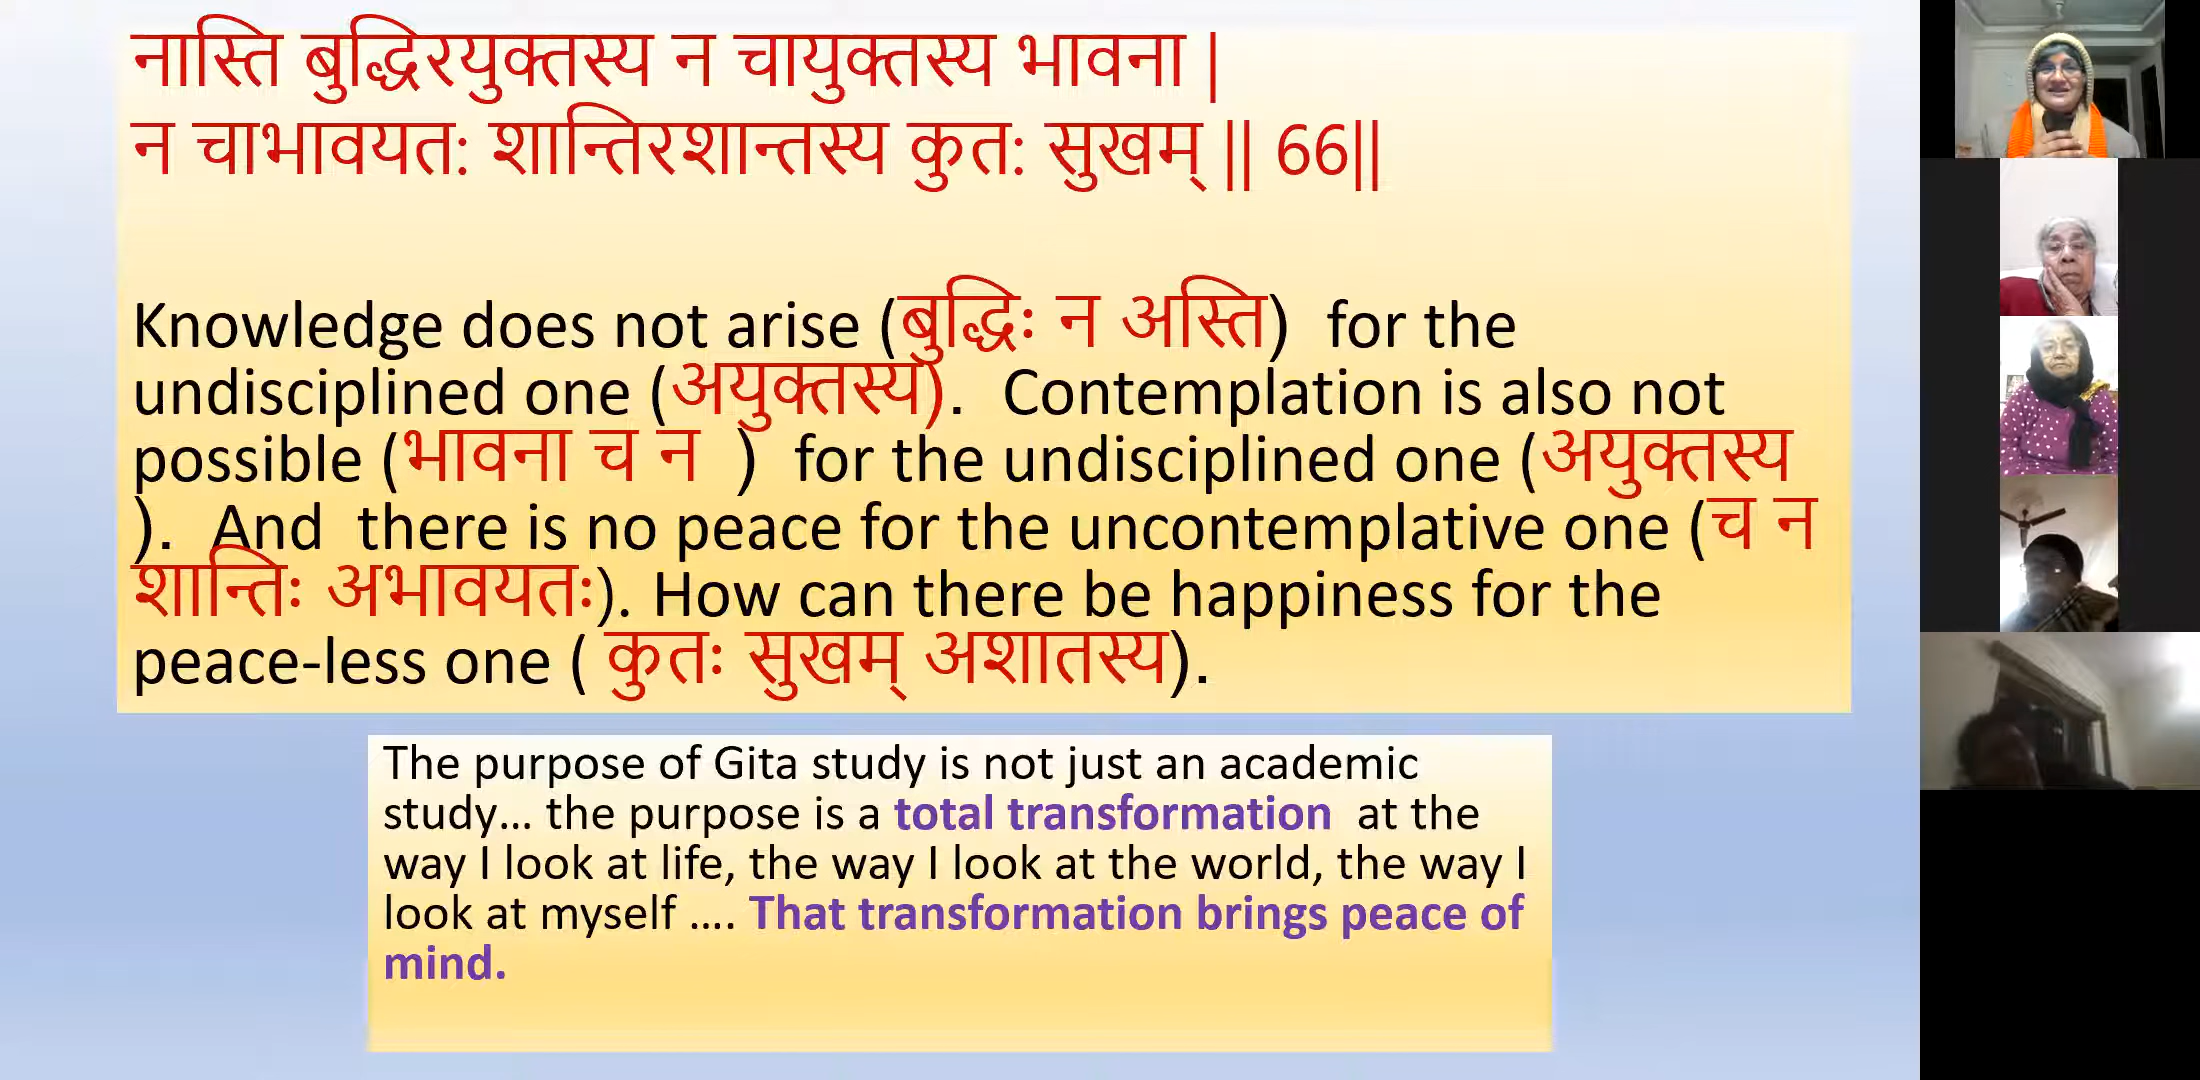 नास्ति बुद्धिरयुक्तस्य न चायुक्तस्य भावना |
न चाभावयत: शान्तिरशान्तस्य कुत: सुखम् || 66||
Knowledge does not arise (बुद्धिः न अस्ति) for the
undisciplined one (अयुक्तस्य). Contemplation is also not
possible (भावना च न ) for the undisciplined one (अयुक्तस्य
). And there is no peace for the uncontemplative one (च न
शान्तिः अभावयतः). How can there be happiness for the
peace-less one ( कुतः सुखम् अशातस्य).
The purpose of Gita study is not just an academic
study... the purpose is a total transformation at the
way I look at life, the way I look at the world, the way I
look at myself .... That transformation brings peace of
mind.